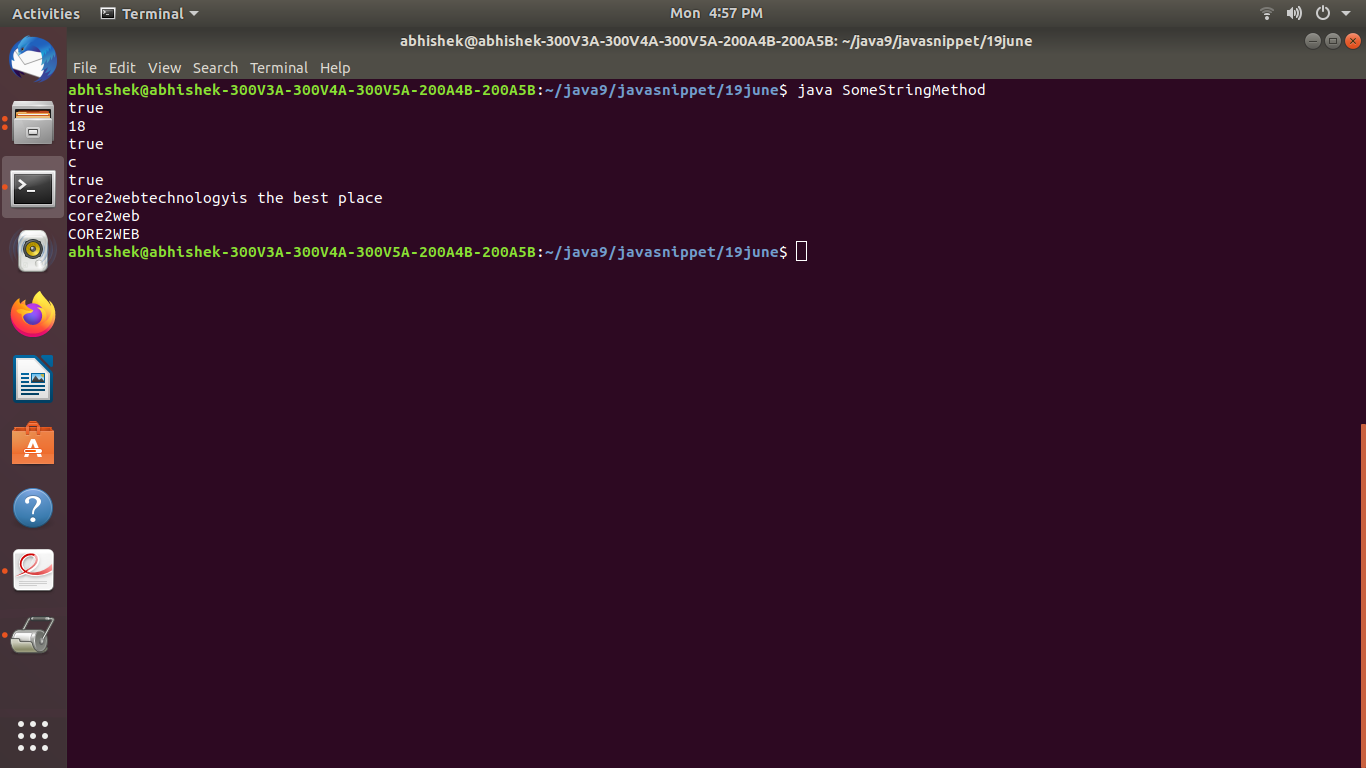 Activities Terminal Mon 4:57 PM
abhishek@abhishek-300V3A-300V4A-300V5A-200A4B-200A5B: ~/java9/javasnippet/19june
File Edit View Search Terminal Help
abhishek@abhishek-300V3A-300V4A-300V5A-200A4B-200A5B:~/java9/javasnippet/19june$ java SomeStringMethod
true
18
true
c
true
core2webtechnologyis the best place
core2web
CORE2WEB
abhishek@abhishek-300V3A-300V4A-300V5A-200A4B-200A5B:~/java9/javasnippet/19june$